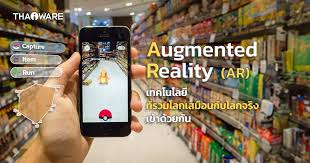 THAIWARE
Capture
Item
Run
Augmented
Reality (AR)
เทคโนโลยี
ที่รวมโลกเสมือนกับโลกจริง
เข้าด้วยกัน